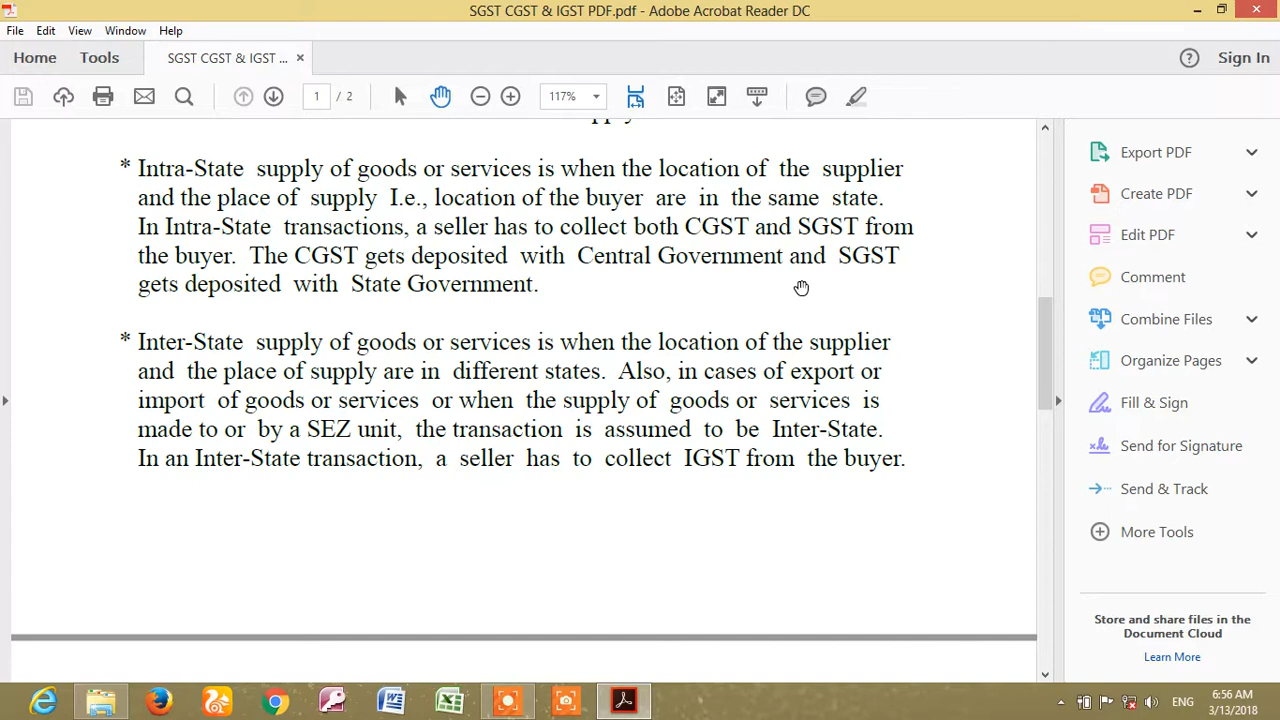 SGST CGST & IGST PDF.pdf - Adobe Acrobat Reader DC
File Edit View Window Help
Home Tools SGST CGST & IGST ... × Sign In
1 / 2 117%
* Intra-State supply of goods or services is when the location of the supplier
and the place of supply I.e., location of the buyer are in the same state.
In Intra-State transactions, a seller has to collect both CGST and SGST from
the buyer. The CGST gets deposited with Central Government and SGST
gets deposited with State Government.
* Inter-State supply of goods or services is when the location of the supplier
and the place of supply are in different states. Also, in cases of export or
import of goods or services or when the supply of goods or services is
made to or by a SEZ unit, the transaction is assumed to be Inter-State.
In an Inter-State transaction, a seller has to collect IGST from the buyer.
Export PDF
Create PDF
Edit PDF
Comment
Combine Files
Organize Pages
Fill & Sign
Send for Signature
Send & Track
More Tools
Store and share files in the
Document Cloud
Learn More
ENG
6:56 AM
3/13/2018